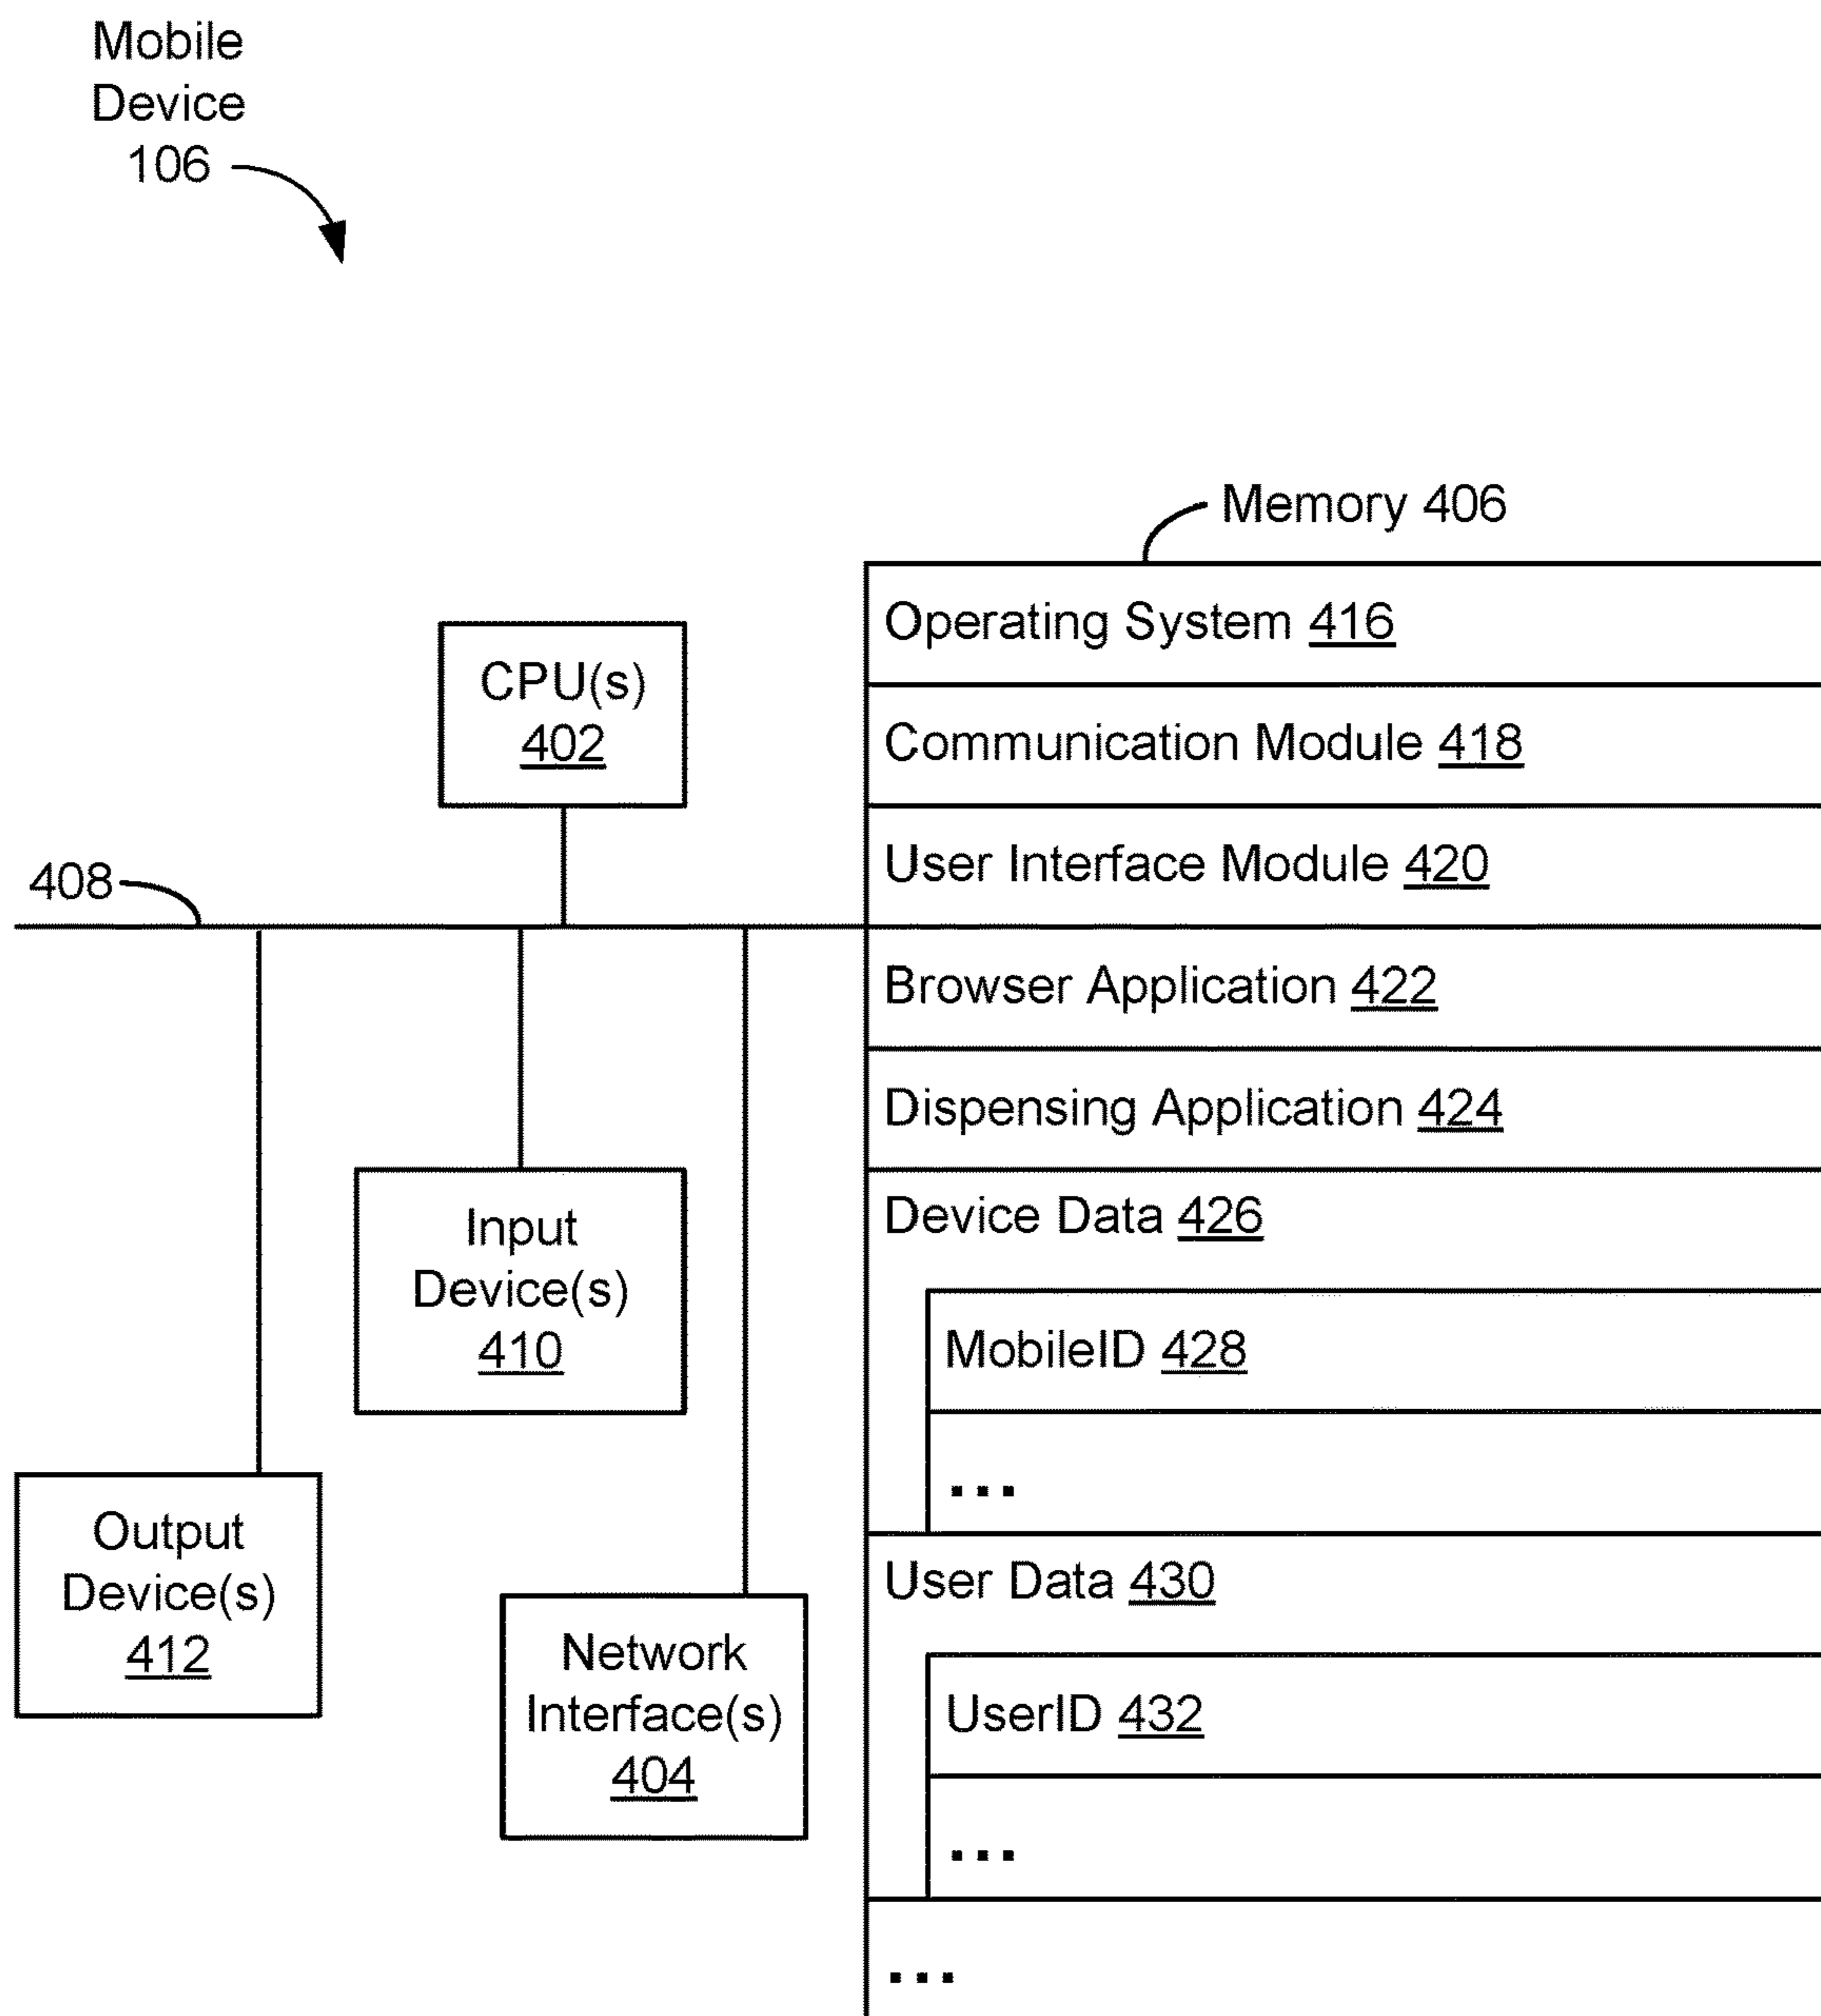 Mobile
Device
106
Memory 406
Operating System 416
CPU(s)
402
Communication Module 418
User Interface Module 420
408
Browser Application 422
Dispensing Application 424
Input
Device(s)
410
Device Data 426
MobileID 428
...
Output
Device(s)
412
User Data 430
Network
Interface(s)
404
UserID 432
...
...